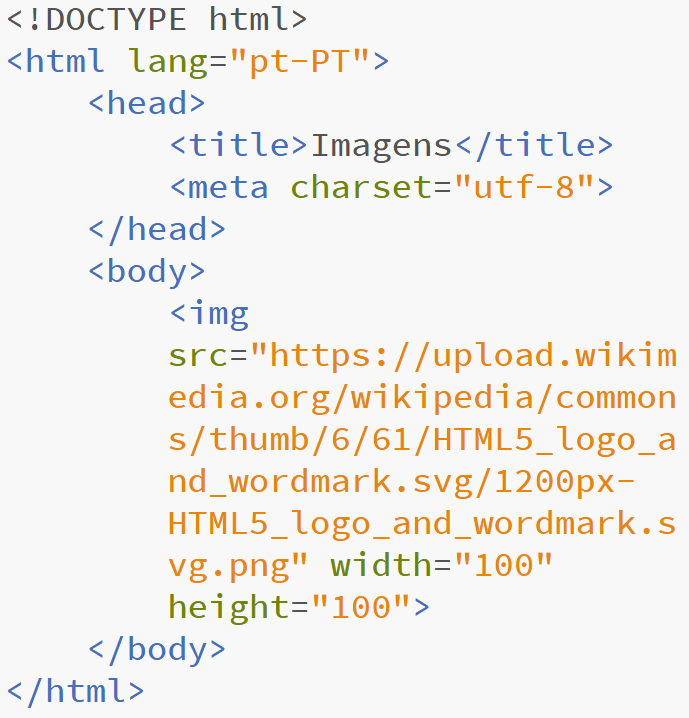 <!DOCTYPE html>
<html lang="pt-PT">
<head>
<title>Imagens</title>
<meta charset="utf-8">
</head>
<body>
<img
src="https://upload.wikim
edia.org/wikipedia/common
s/thumb/6/61/HTML5_logo_a
nd_wordmark.svg/1200px-
HTML5_logo_and_wordmark.s
vg.png" width="100"
height="100">
</body>
</html>